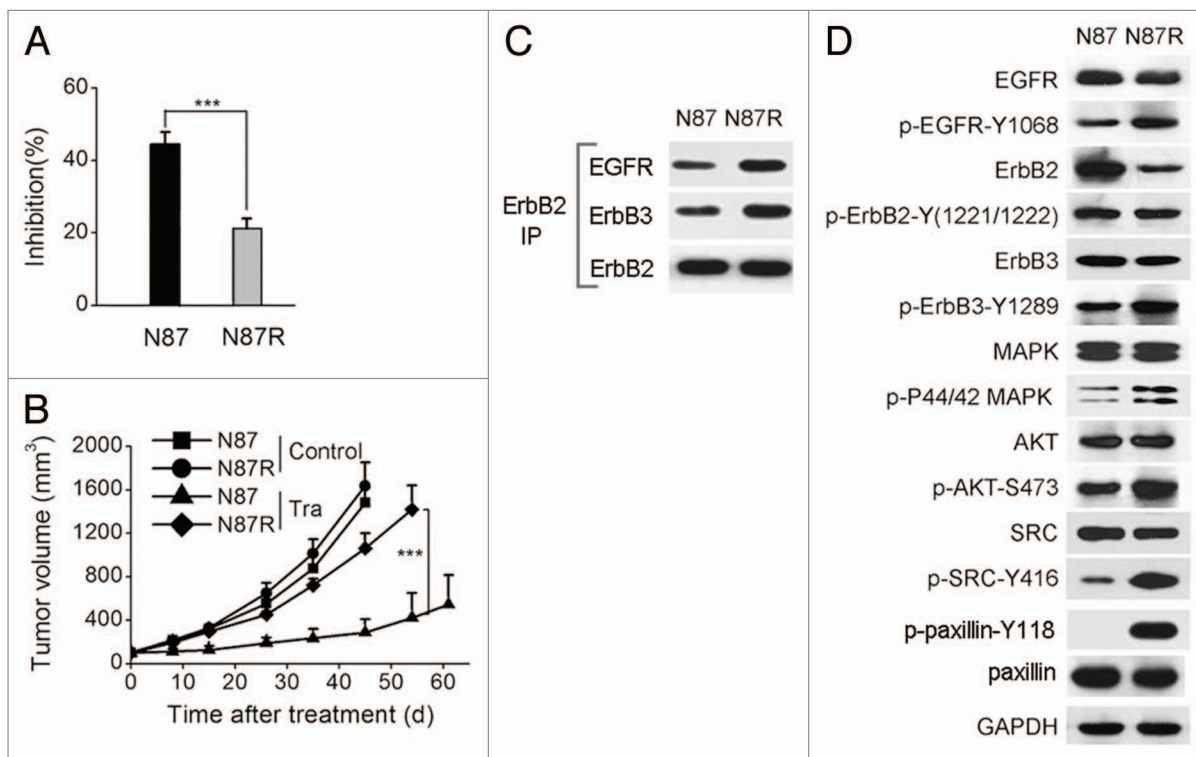 A
60
40
20
0
Inhibition(%)
***
N87 N87R
B
2000
1600
1200
800
400
0
Tumor volume (mm³)
N87
N87R
Control
N87
N87R
Tra
***
0 10 20 30 40 50 60
Time after treatment (d)
C
N87 N87R
ErbB2
IP
EGFR
ErbB3
ErbB2
D
N87 N87R
EGFR
p-EGFR-Y1068
ErbB2
p-ErbB2-Y(1221/1222)
ErbB3
p-ErbB3-Y1289
MAPK
p-P44/42 MAPK
AKT
p-AKT-S473
SRC
p-SRC-Y416
p-paxillin-Y118
paxillin
GAPDH